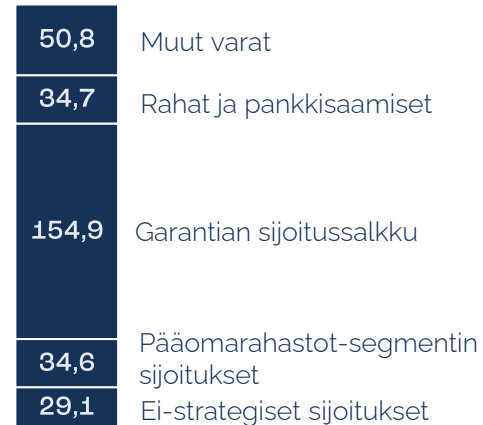 50,8 Muut varat
34,7 Rahat ja pankkisaamiset
154,9 Garantian sijoitussalkku
34,6 Pääomarahastot-segmentin
sijoitukset
29,1 Ei-strategiset sijoitukset